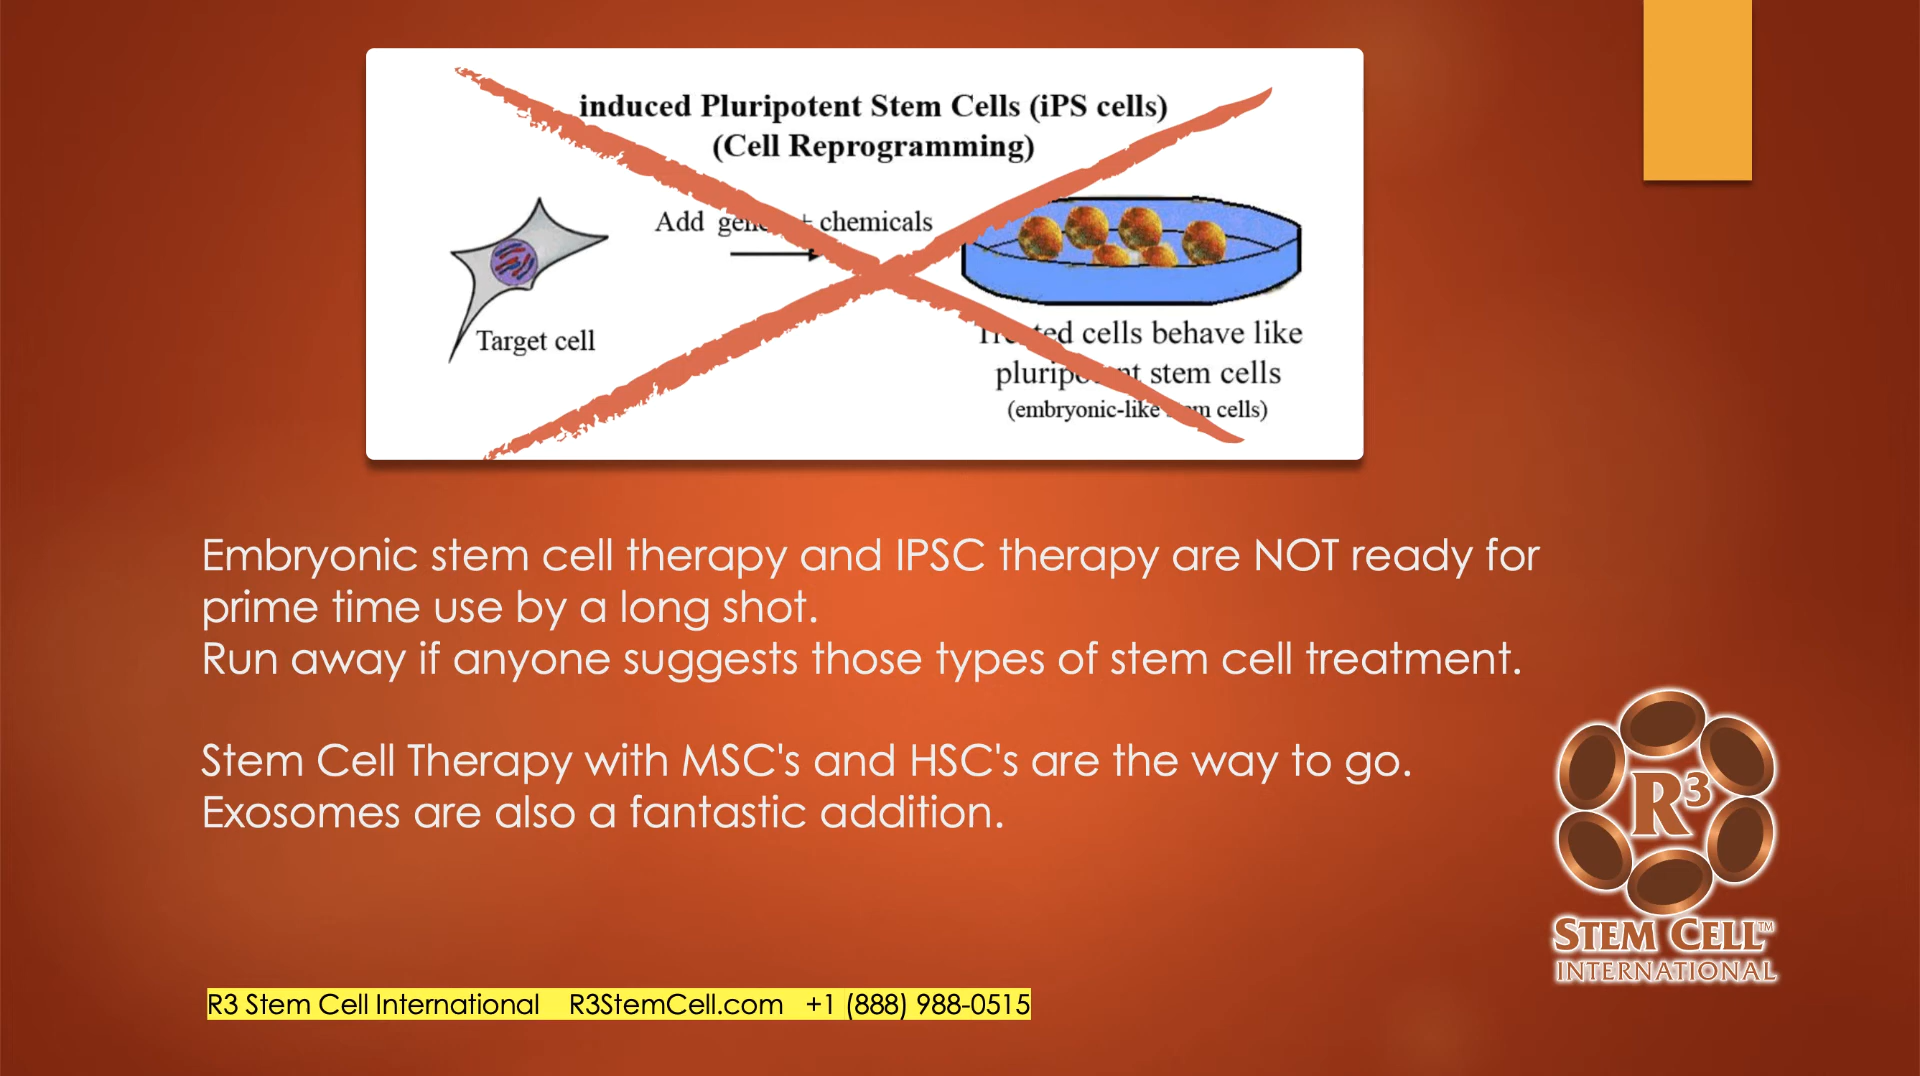 induced Pluripotent Stem Cells (iPS cells)
(Cell Reprogramming)
Add + chemicals
Target cell
cells behave like
stem cells
(embryonic-like cells)
Embryonic stem cell therapy and IPSC therapy are NOT ready for
prime time use by a long shot.
Run away if anyone suggests those types of stem cell treatment.
Stem Cell Therapy with MSC's and HSC's are the way to go.
Exosomes are also a fantastic addition.
R3
STEM CELL™
INTERNATIONAL
R3 Stem Cell International R3StemCell.com +1 (888) 988-0515